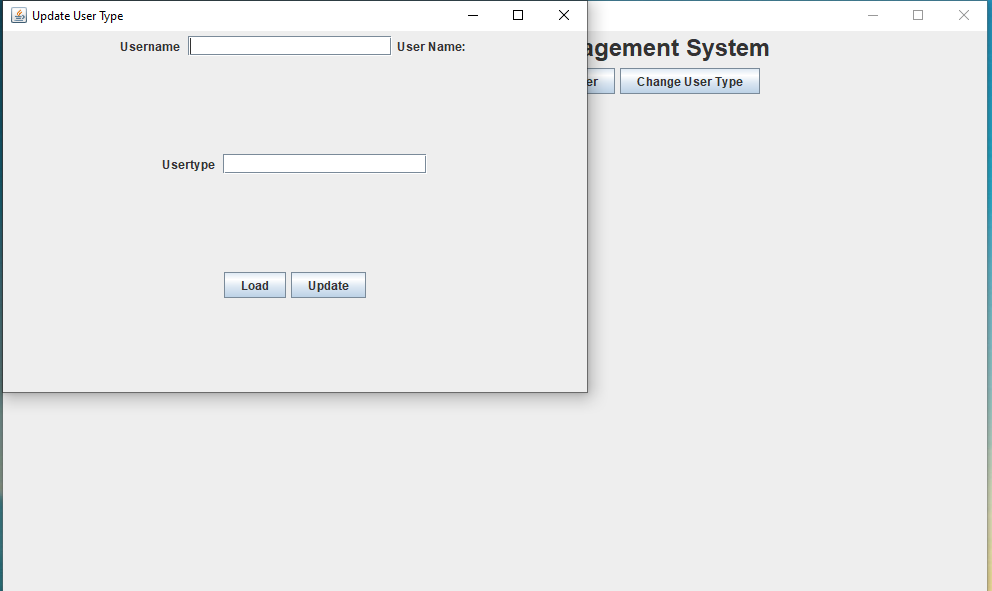 Update User Type
Username User Name:
agement System
er Change User Type
Usertype
Load Update